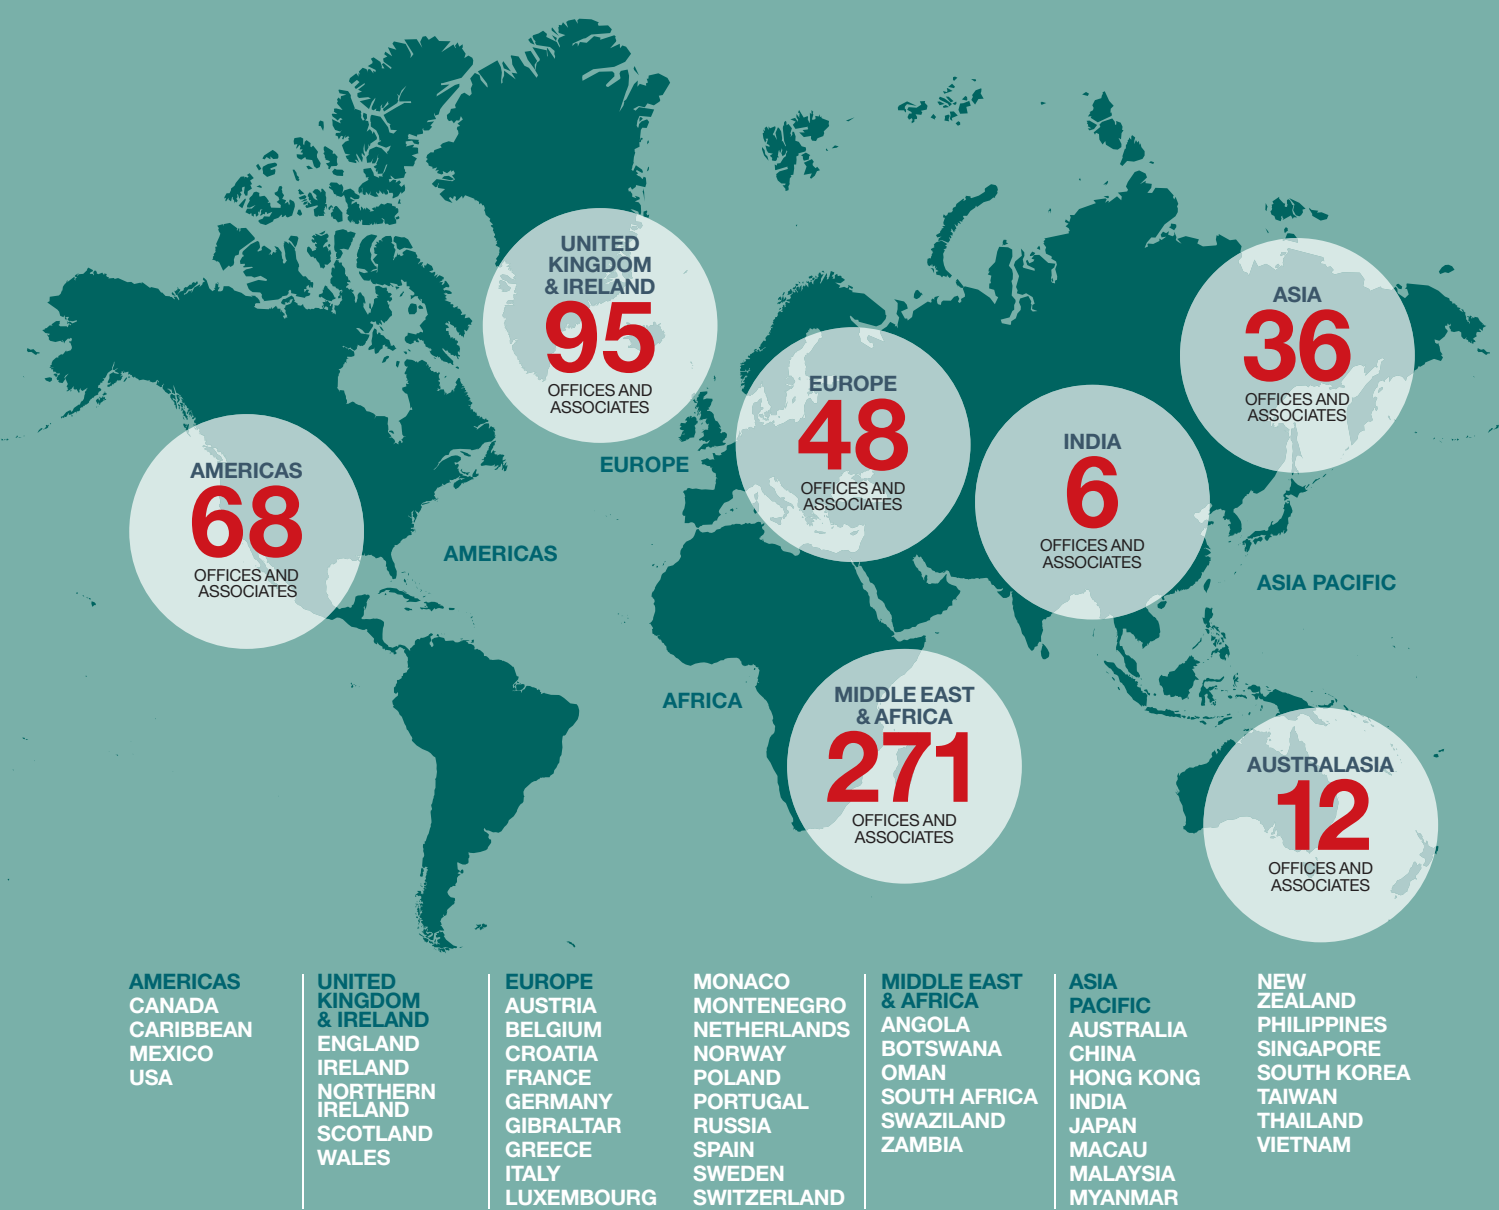 UNITED
KINGDOM
& IRELAND
95
OFFICES AND
ASSOCIATES
ASIA
36
OFFICES AND
ASSOCIATES
EUROPE
48
OFFICES AND
ASSOCIATES
INDIA
6
OFFICES AND
ASSOCIATES
AMERICAS
68
OFFICES AND
ASSOCIATES
EUROPE
AMERICAS
ASIA PACIFIC
AFRICA
MIDDLE EAST
& AFRICA
271
OFFICES AND
ASSOCIATES
AUSTRALASIA
12
OFFICES AND
ASSOCIATES
AMERICAS
CANADA
CARIBBEAN
MEXICO
USA
UNITED
KINGDOM
& IRELAND
ENGLAND
IRELAND
NORTHERN
IRELAND
SCOTLAND
WALES
EUROPE
AUSTRIA
BELGIUM
CROATIA
FRANCE
GERMANY
GIBRALTAR
GREECE
ITALY
LUXEMBOURG
MONACO
MONTENEGRO
NETHERLANDS
NORWAY
POLAND
PORTUGAL
RUSSIA
SPAIN
SWEDEN
SWITZERLAND
MIDDLE EAST
& AFRICA
ANGOLA
BOTSWANA
OMAN
SOUTH AFRICA
SWAZILAND
ZAMBIA
ASIA
PACIFIC
AUSTRALIA
CHINA
HONG KONG
INDIA
JAPAN
MACAU
MALAYSIA
MYANMAR
NEW
ZEALAND
PHILIPPINES
SINGAPORE
SOUTH KOREA
TAIWAN
THAILAND
VIETNAM